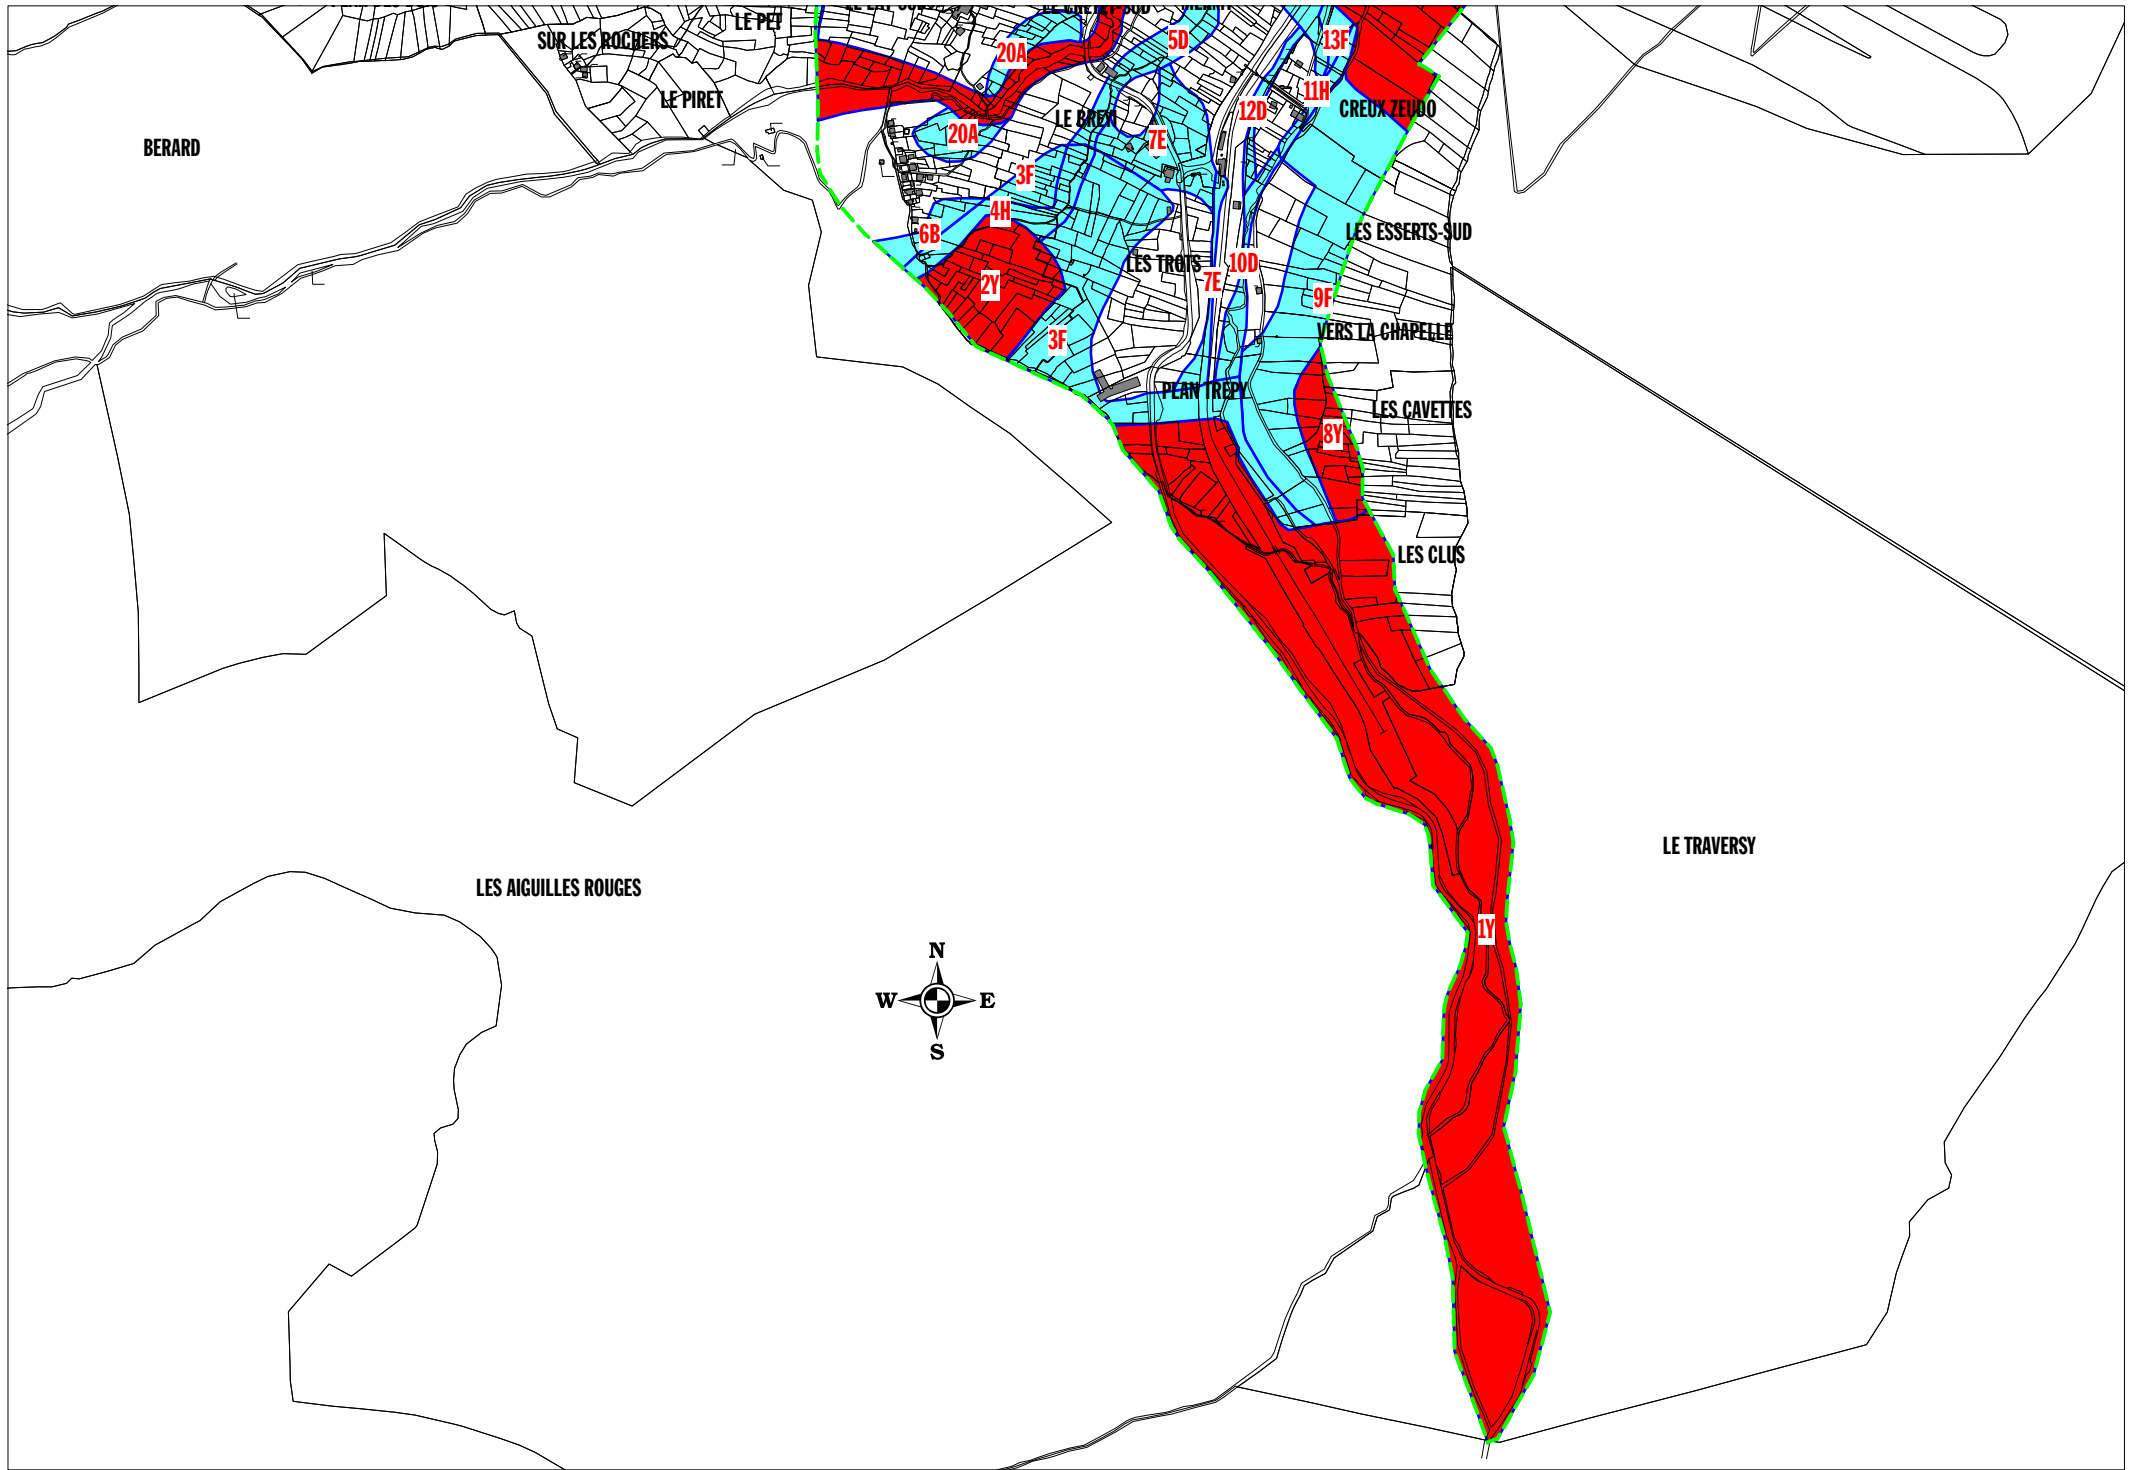 LE PET
SUR LES ROCHERS
20A
5D
13F
LE PIRET
11H
12D
CREUX ZEUDO
LE BREVI
20A
7E
BERARD
3F
4H
6B
LES ESSERTS-SUD
LES TROTS
10D
7E
2Y
9F
VERS LA CHAPELLE
3F
PLAN TREPY
LES CAVETTES
8Y
LES CLUS
LE TRAVERSY
LES AIGUILLES ROUGES
1Y
N
W
E
S